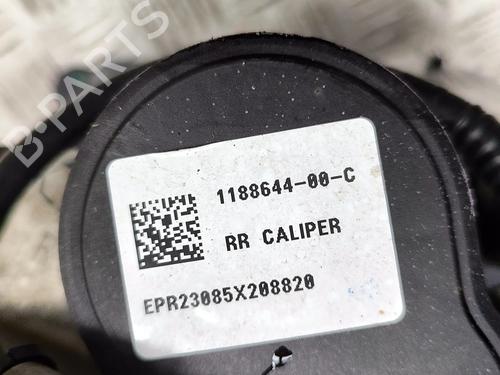 B-PARTS
1188644-00-C
RR CALIPER
EPR23085X208820